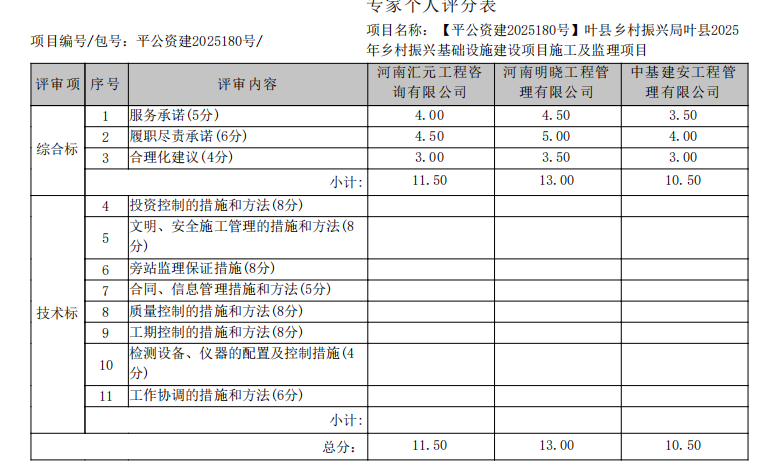 专家个人评分表
项目编号/包号: 平公资建2025180号/
项目名称: 【平公资建2025180号】叶县乡村振兴局叶县2025
年乡村振兴基础设施建设项目施工及监理项目
评审项 序号 评审内容 河南汇元工程咨询有限公司 河南明晓工程管理有限公司 中基建安工程管理有限公司
综合标
1 服务承诺(5分) 4.00 4.50 3.50
2 履职尽责承诺(6分) 4.50 5.00 4.00
3 合理化建议(4分) 3.00 3.50 3.00
小计: 11.50 13.00 10.50
技术标
4 投资控制的措施和方法(8分)
5 文明、安全施工管理的措施和方法(8
分)
6 旁站监理保证措施(8分)
7 合同、信息管理措施和方法(5分)
8 质量控制的措施和方法(8分)
9 工期控制的措施和方法(8分)
10 检测设备、仪器的配置及控制措施(4
分)
11 工作协调的措施和方法(6分)
小计:
总分: 11.50 13.00 10.50